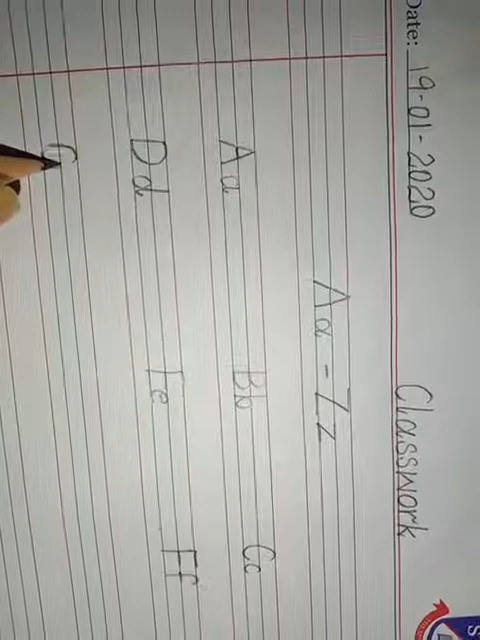 Date: 19-01-2020 Classwork
Aa - Zz
Aa Bb Cc
Dd Ee Ff
G